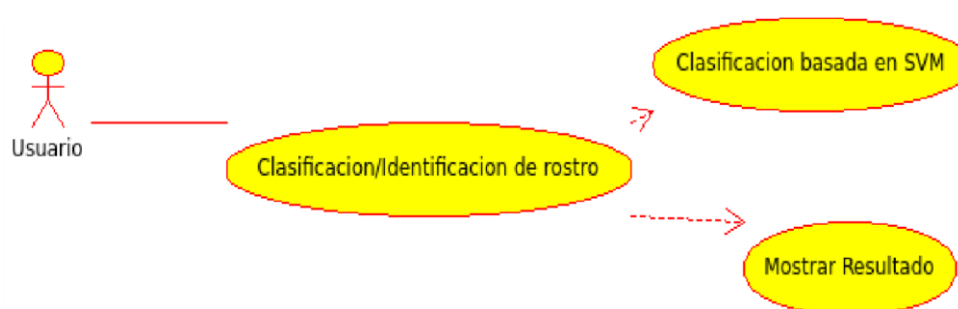 Clasificacion basada en SVM
Usuario
Clasificacion/Identificacion de rostro
Mostrar Resultado